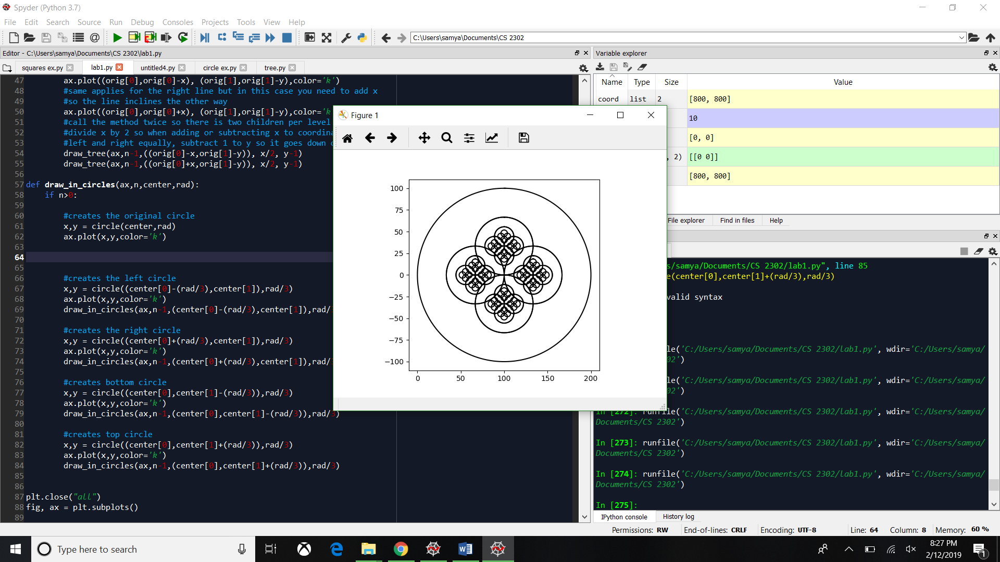 Spyder (Python 3.7)
File Edit Search Source Run Debug Consoles Projects Tools View Help
C:\Users\samya\Documents\CS 2302
Editor - C:\Users\samya\Documents\CS 2302\lab1.py
squares ex.py lab1.py untitled4.py circle ex.py tree.py
47 ax.plot((orig[0],orig[0]-x), (orig[1],orig[1]-y),color='k')
48 #same applies for the right line but in this case you need to add x
49 #so the line inclines the other way
50 ax.plot((orig[0],orig[0]+x), (orig[1],orig[1]-y),color='k
51 #call the method twice so there is two children per level
52 #divide x by 2 so when adding or subtracting x to coordin
53 #left and right equally, subtract 1 to y so it goes down
54 draw_tree(ax,n-1,((orig[0]-x,orig[1]-y)), x/2, y-1)
55 draw_tree(ax,n-1,((orig[0]+x,orig[1]-y)), x/2, y-1)
56
57 def draw_in_circles(ax,n,center,rad):
58 if n>0:
59
60 #creates the original circle
61 x,y = circle(center,rad)
62 ax.plot(x,y,color='k')
63
64
65
66 #creates the left circle
67 x,y = circle((center[0]-(rad/3),center[1]),rad/3)
68 ax.plot(x,y,color='k')
69 draw_in_circles(ax,n-1,(center[0]-(rad/3),center[1]),rad/
70
71 #creates the right circle
72 x,y = circle((center[0]+(rad/3),center[1]),rad/3)
73 ax.plot(x,y,color='k')
74 draw_in_circles(ax,n-1,(center[0]+(rad/3),center[1]),rad/
75
76 #creates bottom circle
77 x,y = circle((center[0],center[1]-(rad/3)),rad/3)
78 ax.plot(x,y,color='k')
79 draw_in_circles(ax,n-1,(center[0],center[1]-(rad/3)),rad/3)
80
81 #creates top circle
82 x,y = circle((center[0],center[1]+(rad/3)),rad/3)
83 ax.plot(x,y,color='k')
84 draw_in_circles(ax,n-1,(center[0],center[1]+(rad/3)),rad/3)
85
86
87 plt.close("all")
88 fig, ax = plt.subplots()
89
Figure 1
100
75
50
25
0
−25
−50
−75
−100
0 50 100 150 200
Variable explorer
Name Type Size Value
coord list 2 [800, 800]
10
[0, 0]
, 2) [[0 0]]
[800, 800]
File explorer Find in files Help
s/samya/Documents/CS 2302/lab1.py", line 85
e(center[0],center[1]+(rad/3),rad/3)
valid syntax
le('C:/Users/samya/Documents/CS 2302/lab1.py', wdir='C:/Users/samya/
02')
le('C:/Users/samya/Documents/CS 2302/lab1.py', wdir='C:/Users/samya/
02')
In [272]: runfile('C:/Users/samya/Documents/CS 2302/lab1.py', wdir='C:/Users/samya/
Documents/CS 2302')
In [273]: runfile('C:/Users/samya/Documents/CS 2302/lab1.py', wdir='C:/Users/samya/
Documents/CS 2302')
In [274]: runfile('C:/Users/samya/Documents/CS 2302/lab1.py', wdir='C:/Users/samya/
Documents/CS 2302')
In [275]:
IPython console History log
Permissions: RW End-of-lines: CRLF Encoding: UTF-8 Line: 64 Column: 8 Memory: 60 %
Type here to search
8:27 PM
2/12/2019
1